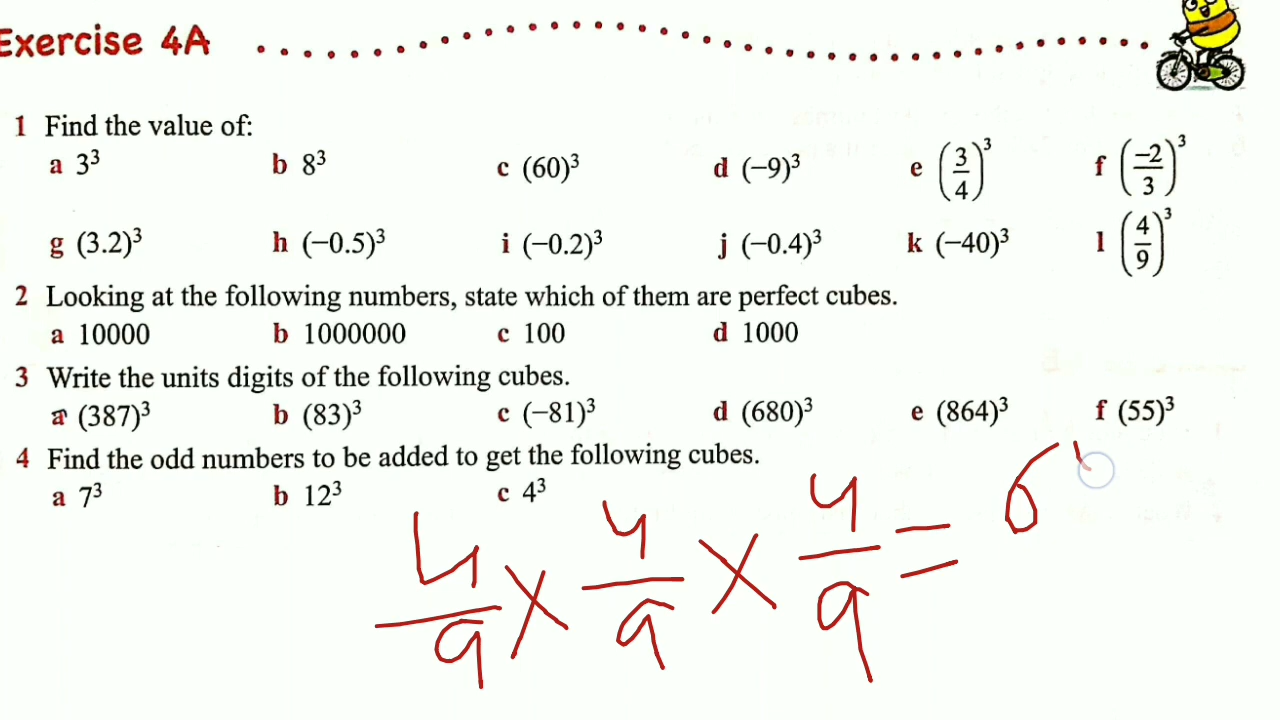 Exercise 4A
1 Find the value of:
a 3³ b 8³ c (60)³ d (−9)³ e (3/4)³ f (−2/3)³
g (3.2)³ h (−0.5)³ i (−0.2)³ j (−0.4)³ k (−40)³ l (4/9)³
2 Looking at the following numbers, state which of them are perfect cubes.
a 10000 b 1000000 c 100 d 1000
3 Write the units digits of the following cubes.
a (387)³ b (83)³ c (−81)³ d (680)³ e (864)³ f (55)³
4 Find the odd numbers to be added to get the following cubes.
a 7³ b 12³ c 4³
4/9 × 4/9 × 4/9 = 6